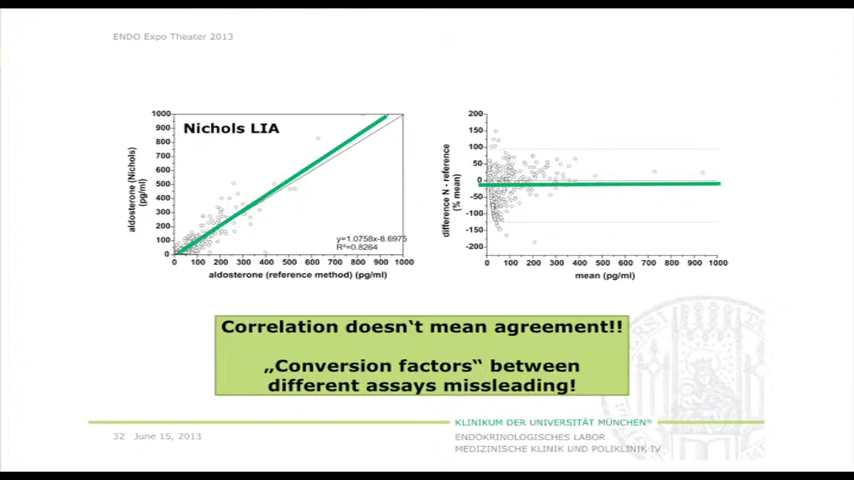 ENDO Expo Theater 2013
Nichols LIA
aldosterone (Nichols)
(pg/ml)
1000
900
800
700
600
500
400
300
200
100
0
y=1.0758x-8.6975
R²=0.8264
0 100 200 300 400 500 600 700 800 900 1000
aldosterone (reference method) (pg/ml)
difference N - reference
(% mean)
200
150
100
50
0
-50
-100
-150
-200
0 100 200 300 400 500 600 700 800 900 1000
mean (pg/ml)
Correlation doesn‘t mean agreement!!
„Conversion factors“ between
different assays missleading!
32 June 15, 2013
KLINIKUM DER UNIVERSITÄT MÜNCHEN®
ENDOKRINOLOGISCHES LABOR
MEDIZINISCHE KLINIK UND POLIKLINIK IV